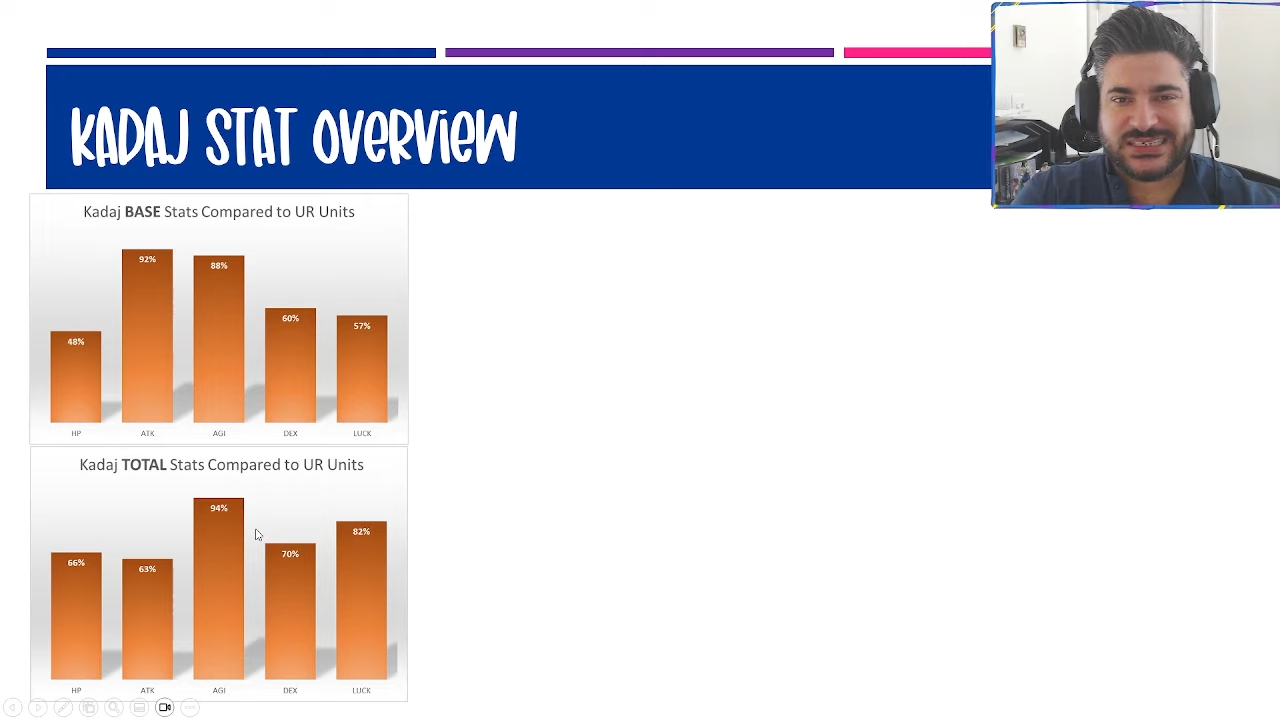 KADAJ STAT OVERVIEW
Kadaj BASE Stats Compared to UR Units
92%
88%
60%
57%
48%
HP ATK AGI DEX LUCK
Kadaj TOTAL Stats Compared to UR Units
94%
82%
70%
66%
63%
HP ATK AGI DEX LUCK